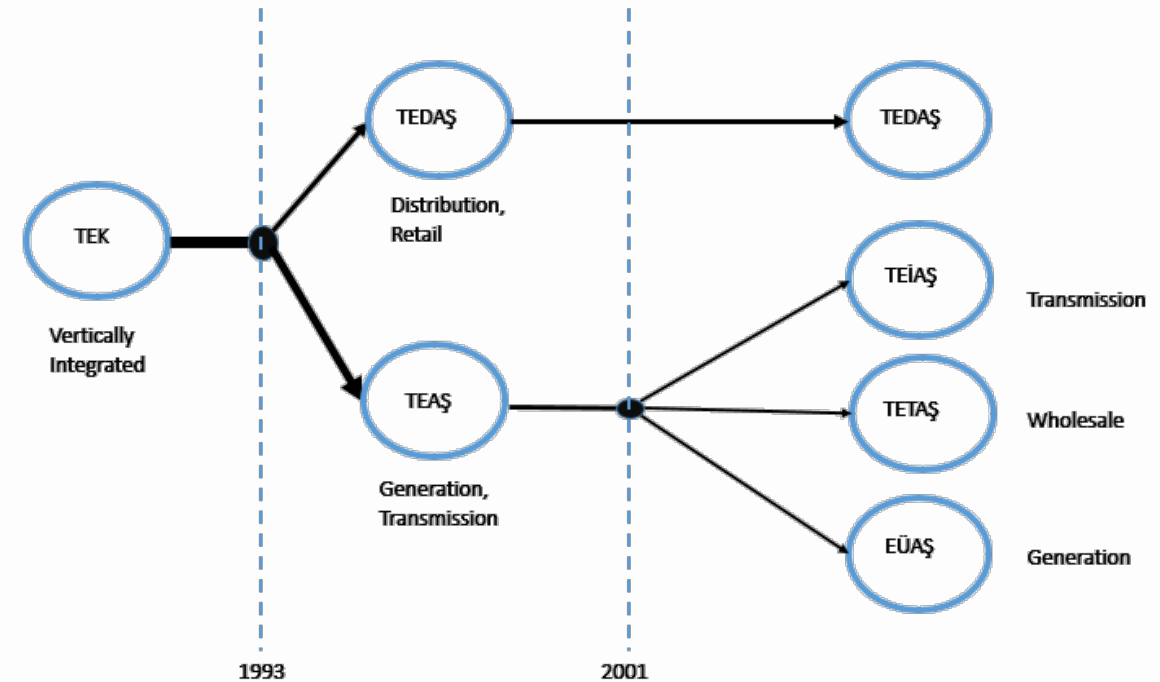 TEDAŞ
TEDAŞ
Distribution,
Retail
TEK
Vertically
Integrated
TEİAŞ
Transmission
TEAŞ
Generation,
Transmission
TETAŞ
Wholesale
EÜAŞ
Generation
1993
2001